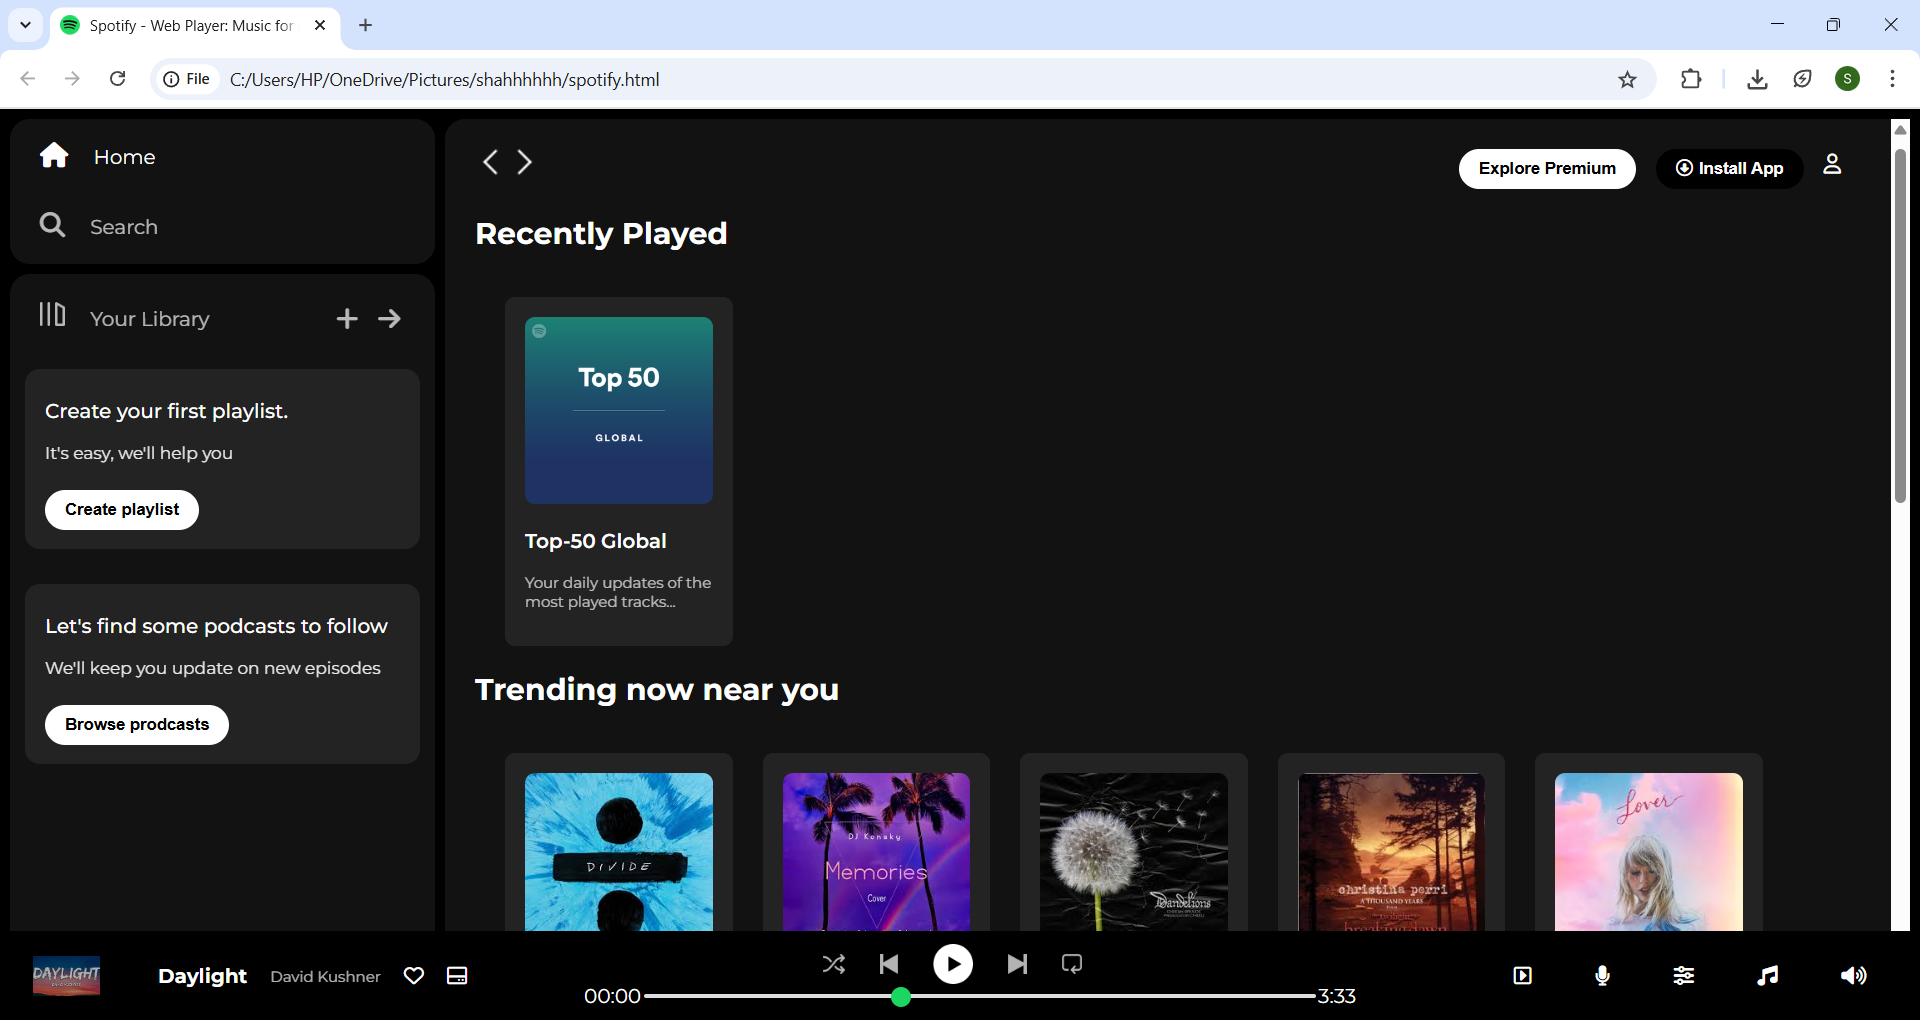 Spotify - Web Player: Music for
File
C:/Users/HP/OneDrive/Pictures/shahhhhhh/spotify.html
S
Home
Search
Your Library
Create your first playlist.
It's easy, we'll help you
Create playlist
Let's find some podcasts to follow
We'll keep you update on new episodes
Browse prodcasts
Explore Premium
Install App
Recently Played
Top 50
GLOBAL
Top-50 Global
Your daily updates of the
most played tracks...
Trending now near you
DIVIDE
DJ Konsky
Memories
Cover
Dandelions
christina perri
A THOUSAND YEARS
twilight
breaking dawn
Lover
DAYLIGHT
Daylight
David Kushner
00:00
3:33